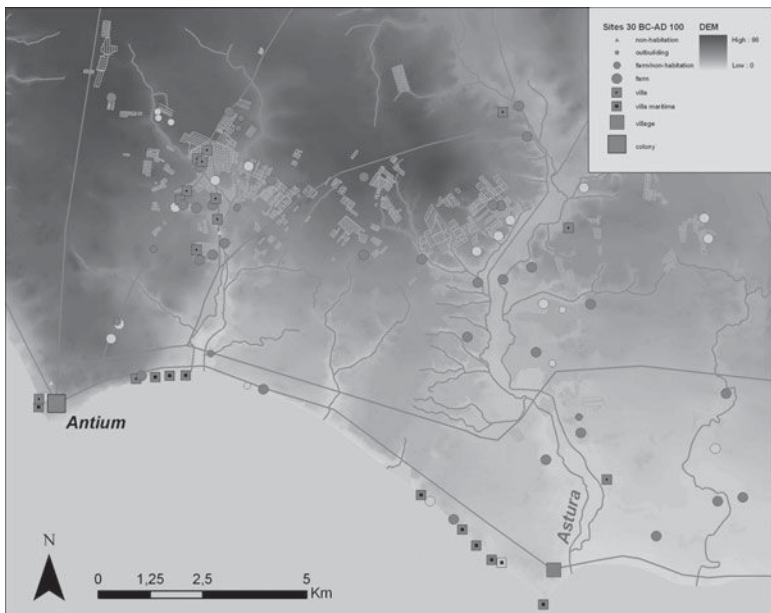 Sites 30 BC-AD 100
non-habitation
outbuilding
farm/non-habitation
farm
villa
villa maritima
village
colony
DEM
High : 86
Low : 0
Antium
Astura
N
0 1,25 2,5 5
Km